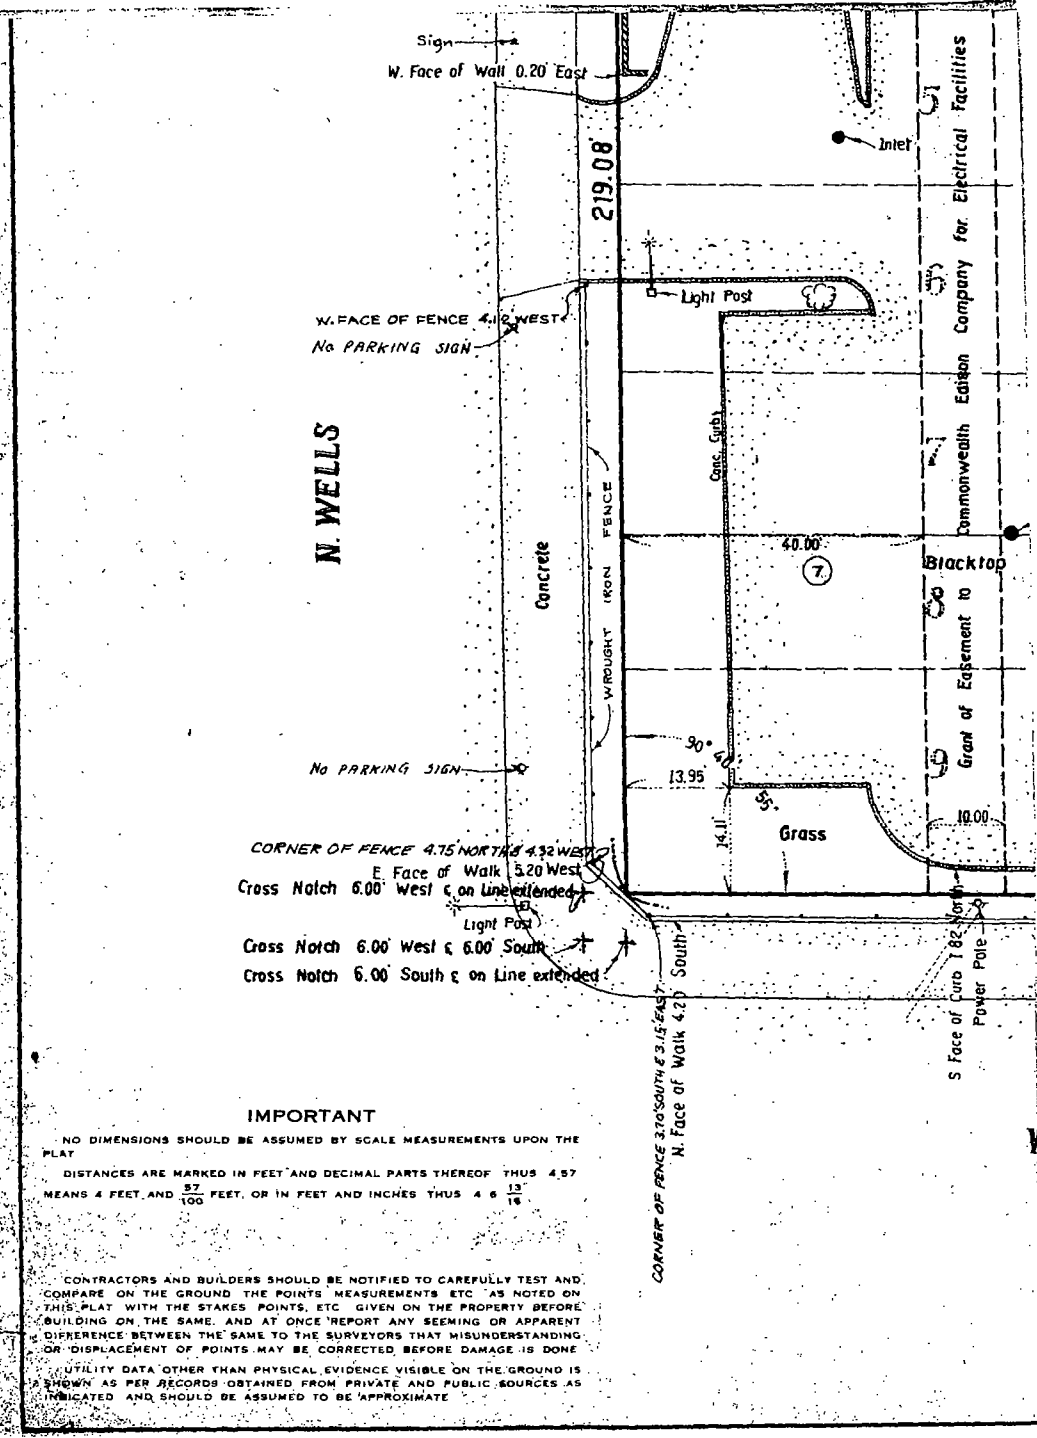 Sign
W. Face of Wall 0.20' East
Inlet
219.08'
Light Post
W. FACE OF FENCE 4.12 WEST
No PARKING SIGN
N. WELLS
Conc. Curb
WROUGHT IRON FENCE
Concrete
40.00'
7
Blacktop
Grant of Easement to Commonwealth Edison Company for Electrical Facilities
90° 40' 55"
No PARKING SIGN
13.95
14.11'
Grass
10.00
CORNER OF FENCE 4.75' NORTH & 4.32 WEST
E. Face of Walk 5.20 West
Cross Notch 6.00' West & on Line extended
Light Post
Cross Notch 6.00' West & 6.00' South
Cross Notch 6.00' South & on Line extended
CORNER OF FENCE 3.70' SOUTH & 3.15' EAST
N. Face of Walk 4.20 South
S Face of Curb 1 82 North
Power Pole
IMPORTANT
NO DIMENSIONS SHOULD BE ASSUMED BY SCALE MEASUREMENTS UPON THE
PLAT
DISTANCES ARE MARKED IN FEET AND DECIMAL PARTS THEREOF THUS 4.57
MEANS 4 FEET AND 57/100 FEET, OR IN FEET AND INCHES THUS 4 6 13/16
CONTRACTORS AND BUILDERS SHOULD BE NOTIFIED TO CAREFULLY TEST AND
COMPARE ON THE GROUND THE POINTS MEASUREMENTS ETC AS NOTED ON
THIS PLAT WITH THE STAKES POINTS, ETC GIVEN ON THE PROPERTY BEFORE
BUILDING ON THE SAME. AND AT ONCE REPORT ANY SEEMING OR APPARENT
DIFFERENCE BETWEEN THE SAME TO THE SURVEYORS THAT MISUNDERSTANDING
OR DISPLACEMENT OF POINTS MAY BE CORRECTED BEFORE DAMAGE IS DONE
UTILITY DATA OTHER THAN PHYSICAL EVIDENCE VISIBLE ON THE GROUND IS
SHOWN AS PER RECORDS OBTAINED FROM PRIVATE AND PUBLIC SOURCES AS
INDICATED AND SHOULD BE ASSUMED TO BE APPROXIMATE